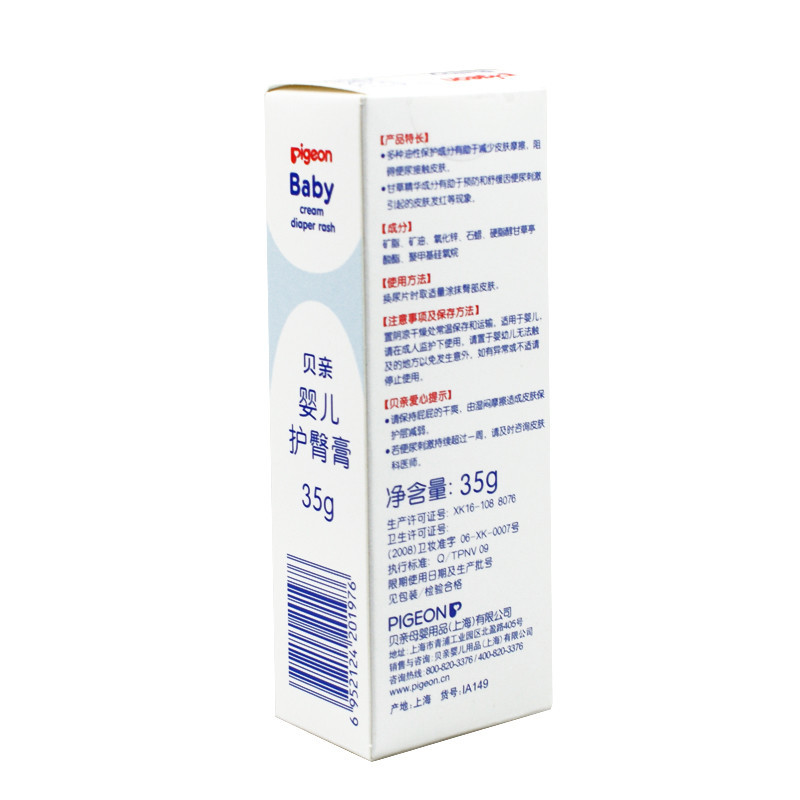 Pigeon
Pigeon
Baby
cream
diaper rash
贝亲
婴儿
护臀膏
35g
6 952124 201976
【产品特长】
•多种油性保护成分有助于减少皮肤摩擦、阻
碍便尿接触皮肤。
•甘草精华成分有助于预防和舒缓因便尿刺激
引起的皮肤发红等现象。
【成分】
矿脂、矿油、氧化锌、石蜡、硬脂醇甘草亭
酸酯、聚甲基硅氧烷
【使用方法】
换尿片时取适量涂抹臀部皮肤。
【注意事项及保存方法】
置阴凉干燥处常温保存和运输。适用于婴儿。
请在成人监护下使用。请置于婴幼儿无法触
及的地方以免发生意外。如有异常或不适请
停止使用。
【贝亲爱心提示】
•请保持屁屁的干爽，由湿闷摩擦造成皮肤保
护层减弱。
•若便尿刺激持续超过一周，请及时咨询皮肤
科医师。
净含量: 35g
生产许可证号: XK16-108 8076
卫生许可证号:
(2008)卫妆准字 06-XK-0007号
执行标准: Q/TPNV 09
限期使用日期及生产批号
见包装/检验合格
PIGEON
贝亲母婴用品(上海)有限公司
地址: 上海市青浦工业园区北盈路405号
销售与咨询: 贝亲婴儿用品(上海)有限公司
咨询热线: 800-820-3376 / 400-820-3376
www.pigeon.cn
产地: 上海 货号: IA149